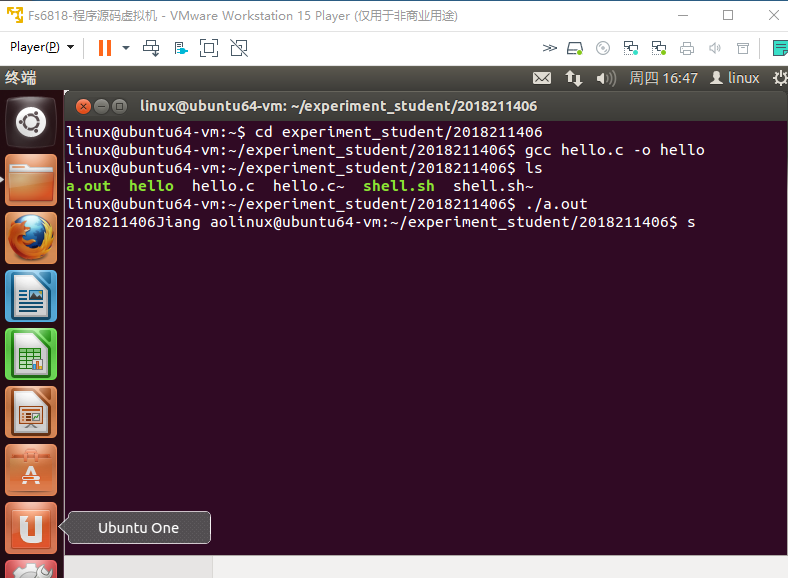 Fs6818-程序源码虚拟机 - VMware Workstation 15 Player (仅用于非商业用途)
Player(P)
终端
周四 16:47 linux
linux@ubuntu64-vm: ~/experiment_student/2018211406
linux@ubuntu64-vm:~$ cd experiment_student/2018211406
linux@ubuntu64-vm:~/experiment_student/2018211406$ gcc hello.c -o hello
linux@ubuntu64-vm:~/experiment_student/2018211406$ ls
a.out hello hello.c hello.c~ shell.sh shell.sh~
linux@ubuntu64-vm:~/experiment_student/2018211406$ ./a.out
2018211406Jiang aolinux@ubuntu64-vm:~/experiment_student/2018211406$ s
Ubuntu One